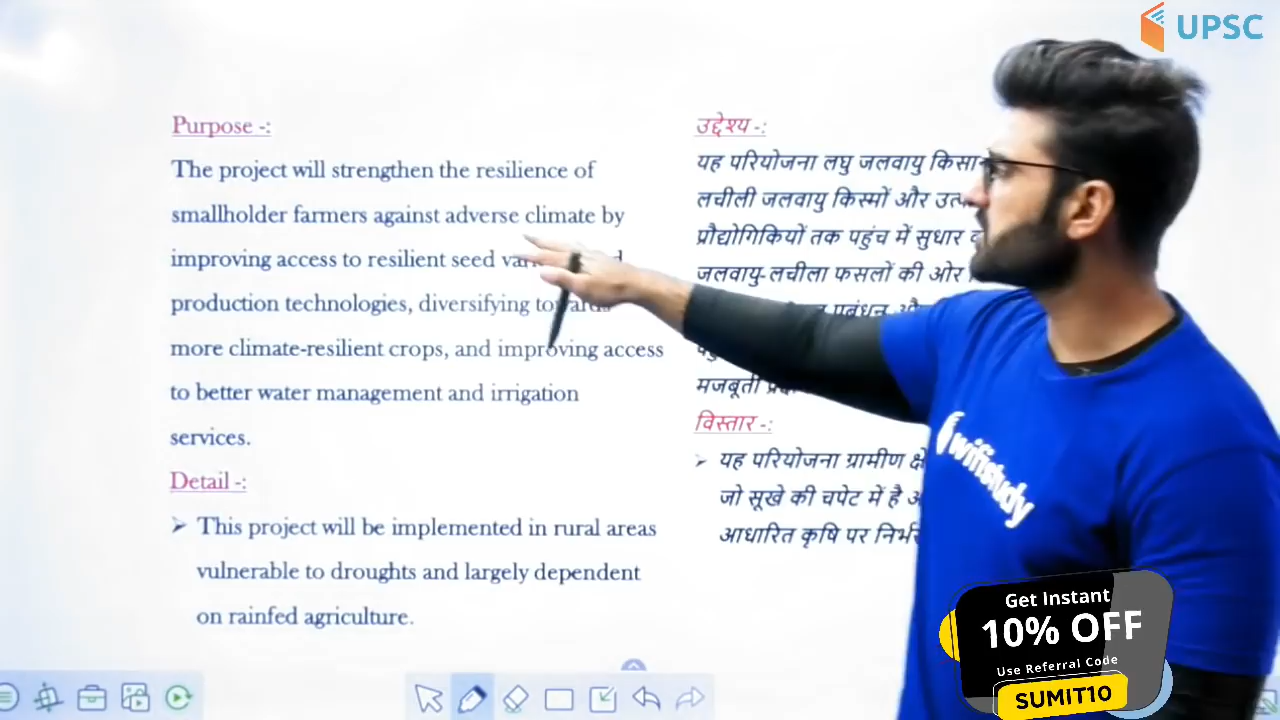 UPSC
Purpose -:
The project will strengthen the resilience of
smallholder farmers against adverse climate by
improving access to resilient seed
production technologies, diversifying towards
more climate-resilient crops, and improving access
to better water management and irrigation
services.
Detail -:
This project will be implemented in rural areas
vulnerable to droughts and largely dependent
on rainfed agriculture.
उद्देश्य -:
यह परियोजना लघु जलवायु
लचीली जलवायु किस्मों और
प्रौद्योगिकियों तक पहुंच में सुधार
जलवायु-लचीला फसलों की ओर
प्रबंधन
मजबूती
विस्तार -:
यह परियोजना ग्रामीण
जो सूखे की चपेट में है
आधारित कृषि पर
wifistudy
Get Instant
10% OFF
Use Referral Code
SUMIT10